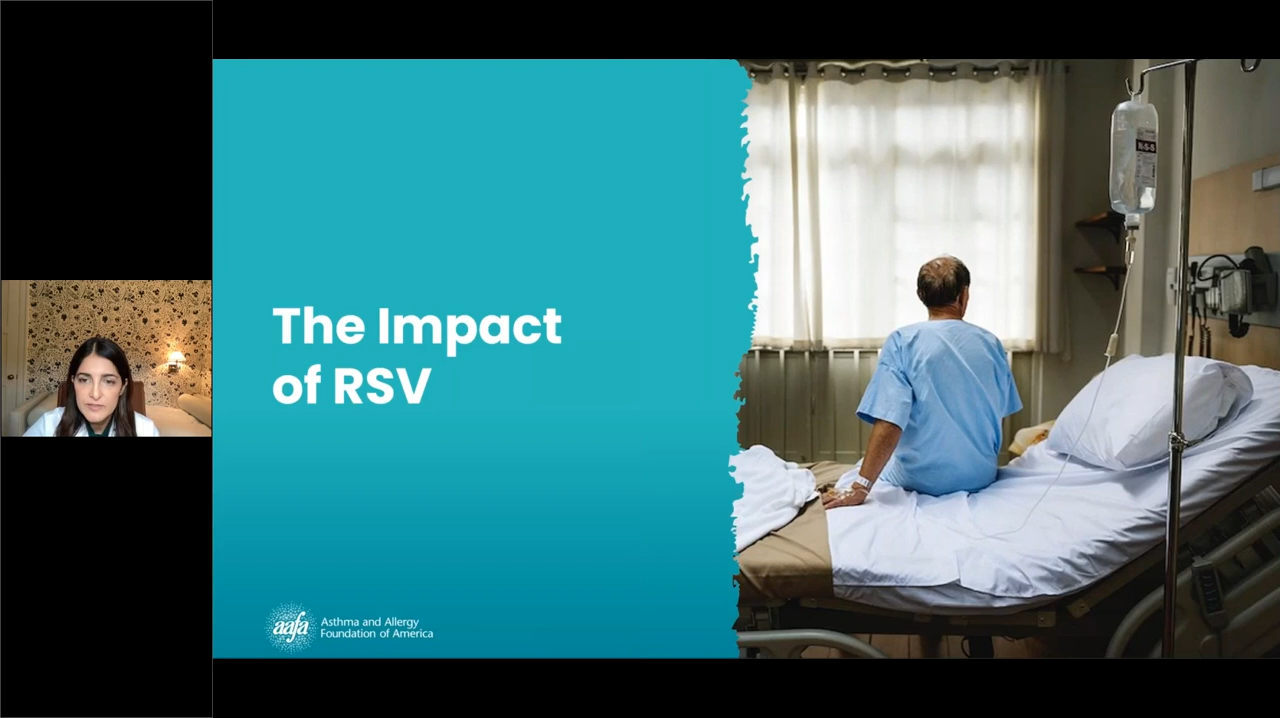 The Impact
of RSV
aafa
Asthma and Allergy
Foundation of America
N-S-S